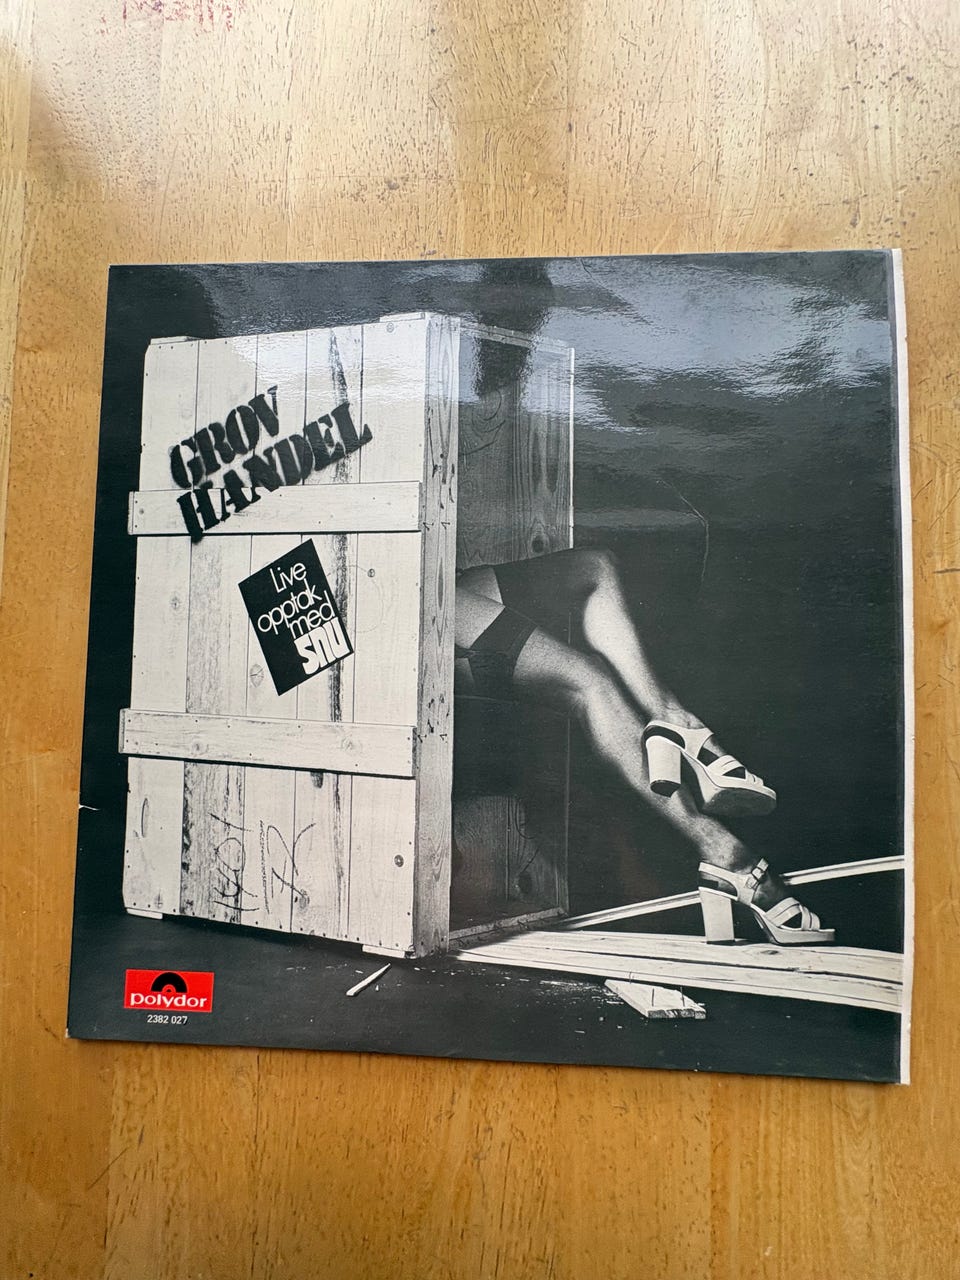 GROV
HANDEL
Live
opptak
med
snu
polydor
2382 027